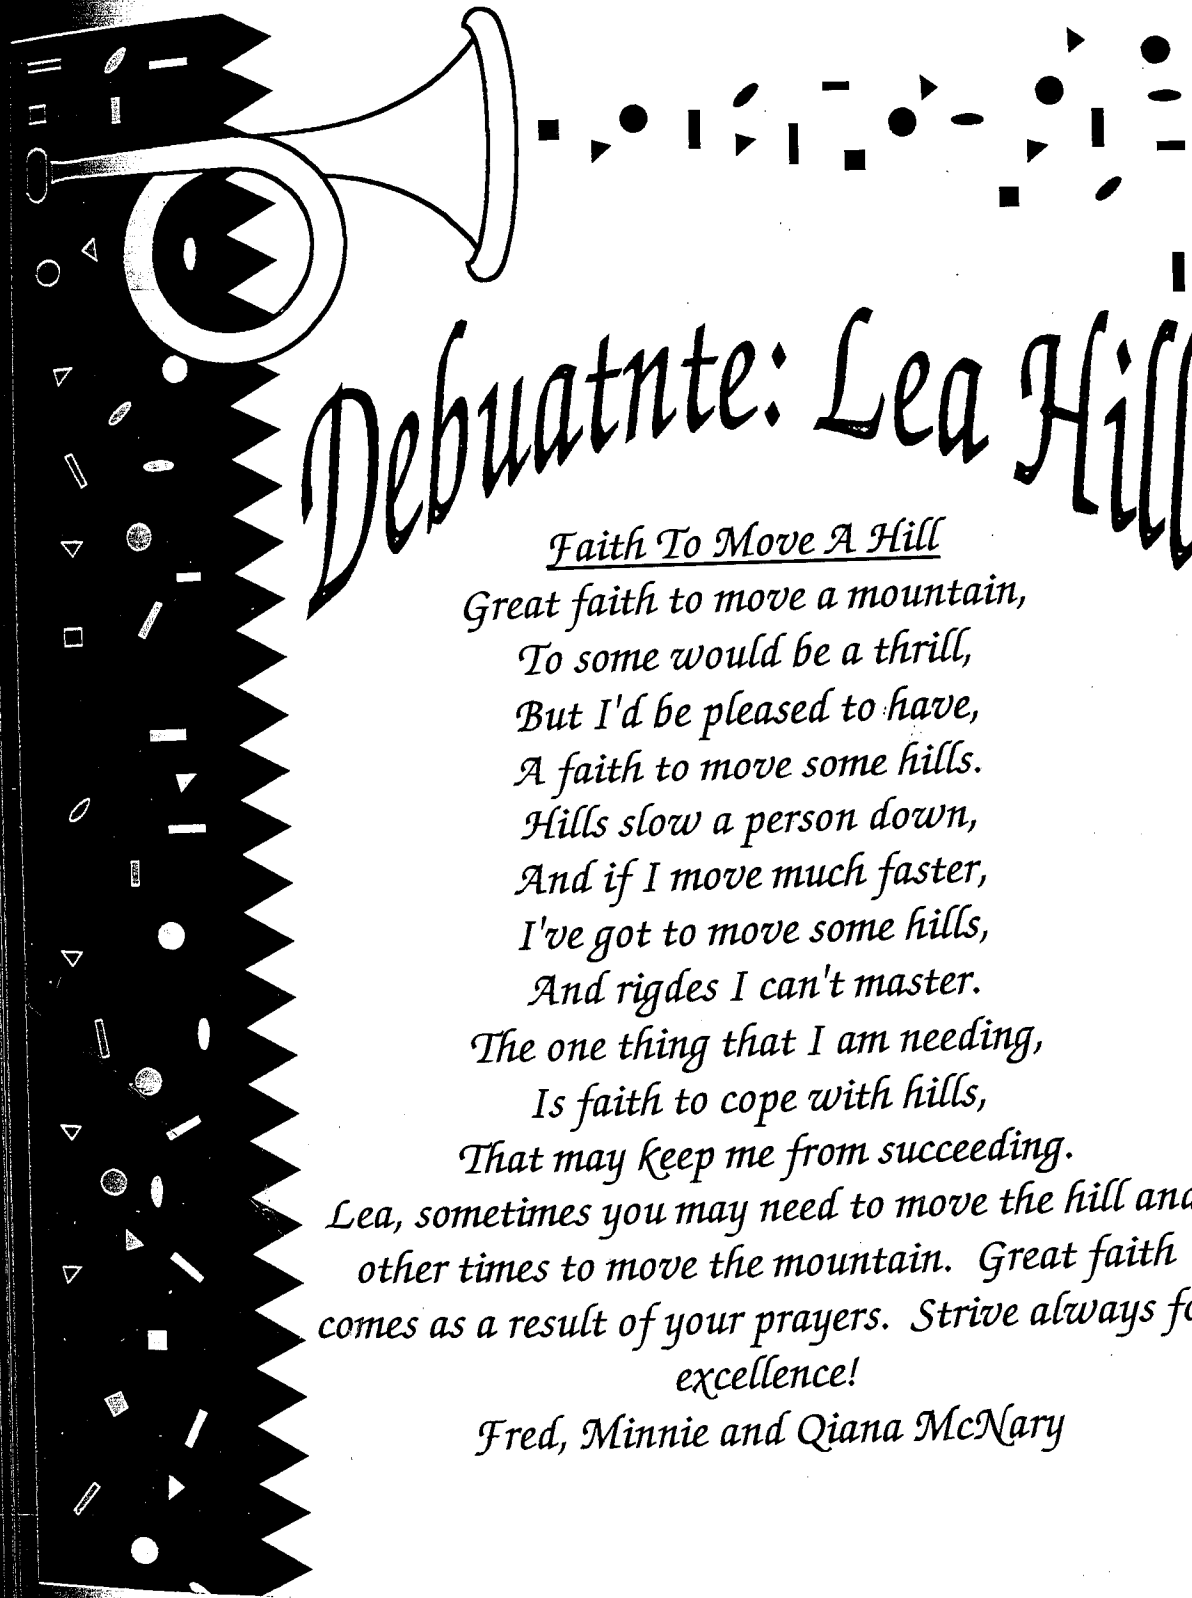 Debuatnte: Lea Hill
Faith To Move A Hill
Great faith to move a mountain,
To some would be a thrill,
But I'd be pleased to have,
A faith to move some hills.
Hills slow a person down,
And if I move much faster,
I've got to move some hills,
And rigdes I can't master.
The one thing that I am needing,
Is faith to cope with hills,
That may keep me from succeeding.
Lea, sometimes you may need to move the hill and
other times to move the mountain.  Great faith
comes as a result of your prayers.  Strive always fo
excellence!
Fred, Minnie and Qiana McNary